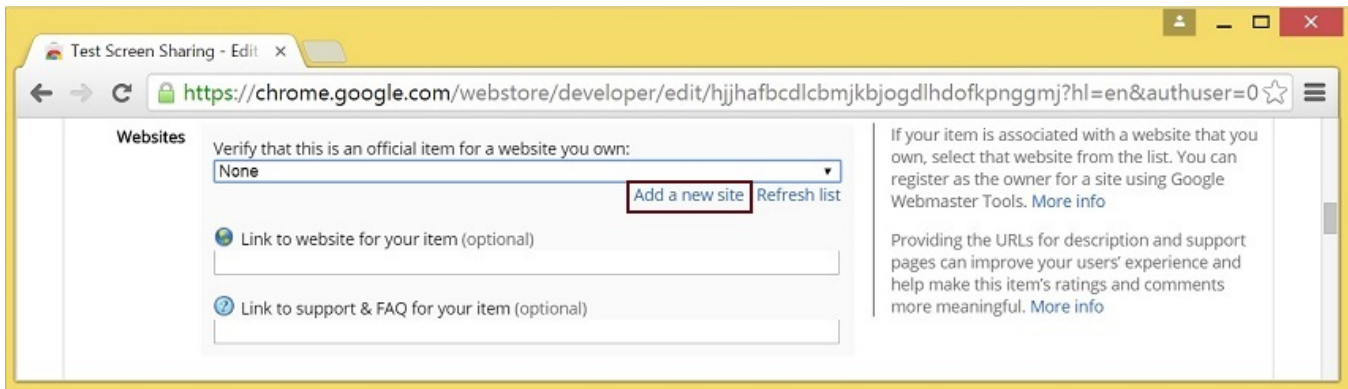 Test Screen Sharing - Edit
https://chrome.google.com/webstore/developer/edit/hjjhafbcdlcbmjkbjogdlhdofkpnggmj?hl=en&authuser=0
Websites
Verify that this is an official item for a website you own:
None
Add a new site Refresh list
Link to website for your item (optional)
Link to support & FAQ for your item (optional)
If your item is associated with a website that you
own, select that website from the list. You can
register as the owner for a site using Google
Webmaster Tools. More info
Providing the URLs for description and support
pages can improve your users' experience and
help make this item's ratings and comments
more meaningful. More info